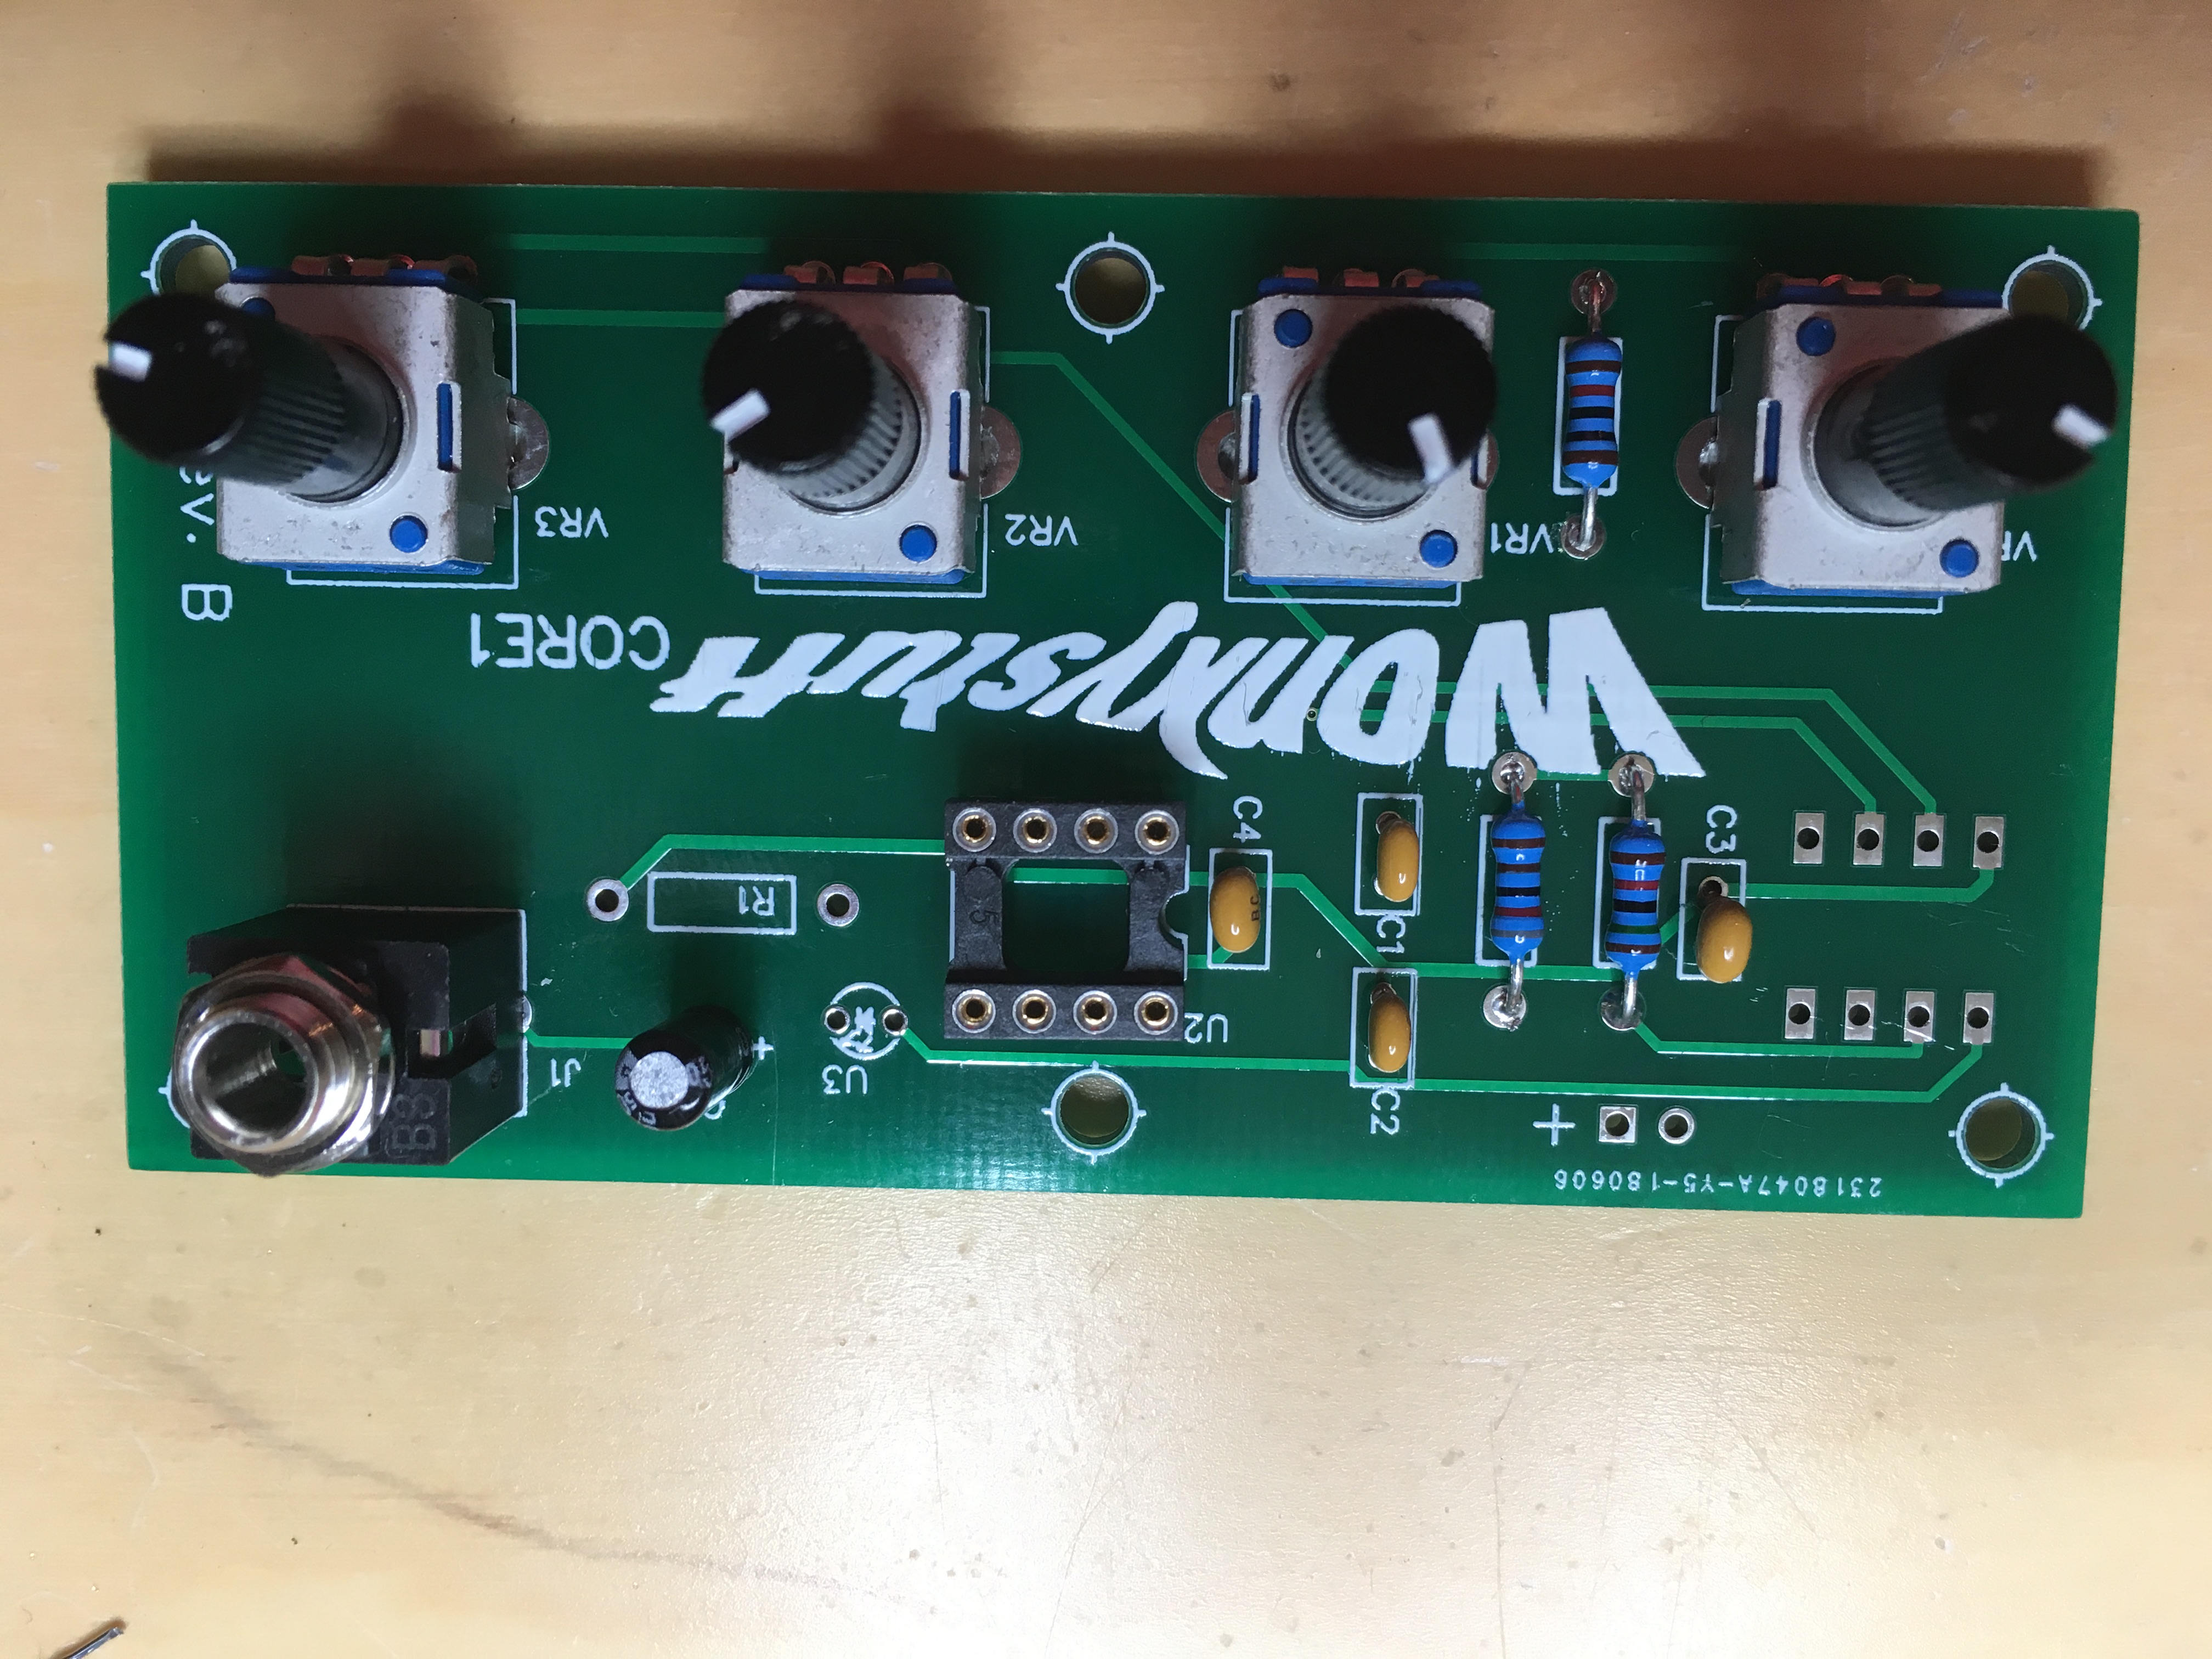 2318047A-Y5-180606
+
C2
U3
+
J1
U2
C1
R1
C3
C4
Wonkystuff
CORE1
VR1
VR2
VR3
B